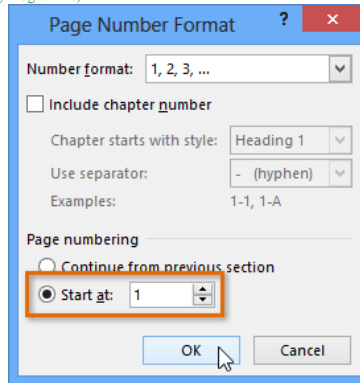 Page Number Format ? ×
Number format: 1, 2, 3, ...
Include chapter number
Chapter starts with style: Heading 1
Use separator: - (hyphen)
Examples: 1-1, 1-A
Page numbering
Continue from previous section
Start at: 1
OK Cancel